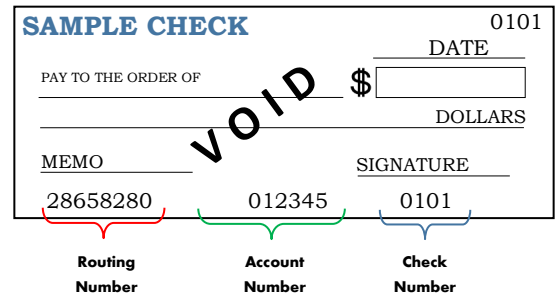 SAMPLE CHECK 0101
DATE
PAY TO THE ORDER OF $
VOID
DOLLARS
MEMO SIGNATURE
28658280 012345 0101
Routing Account Check
Number Number Number